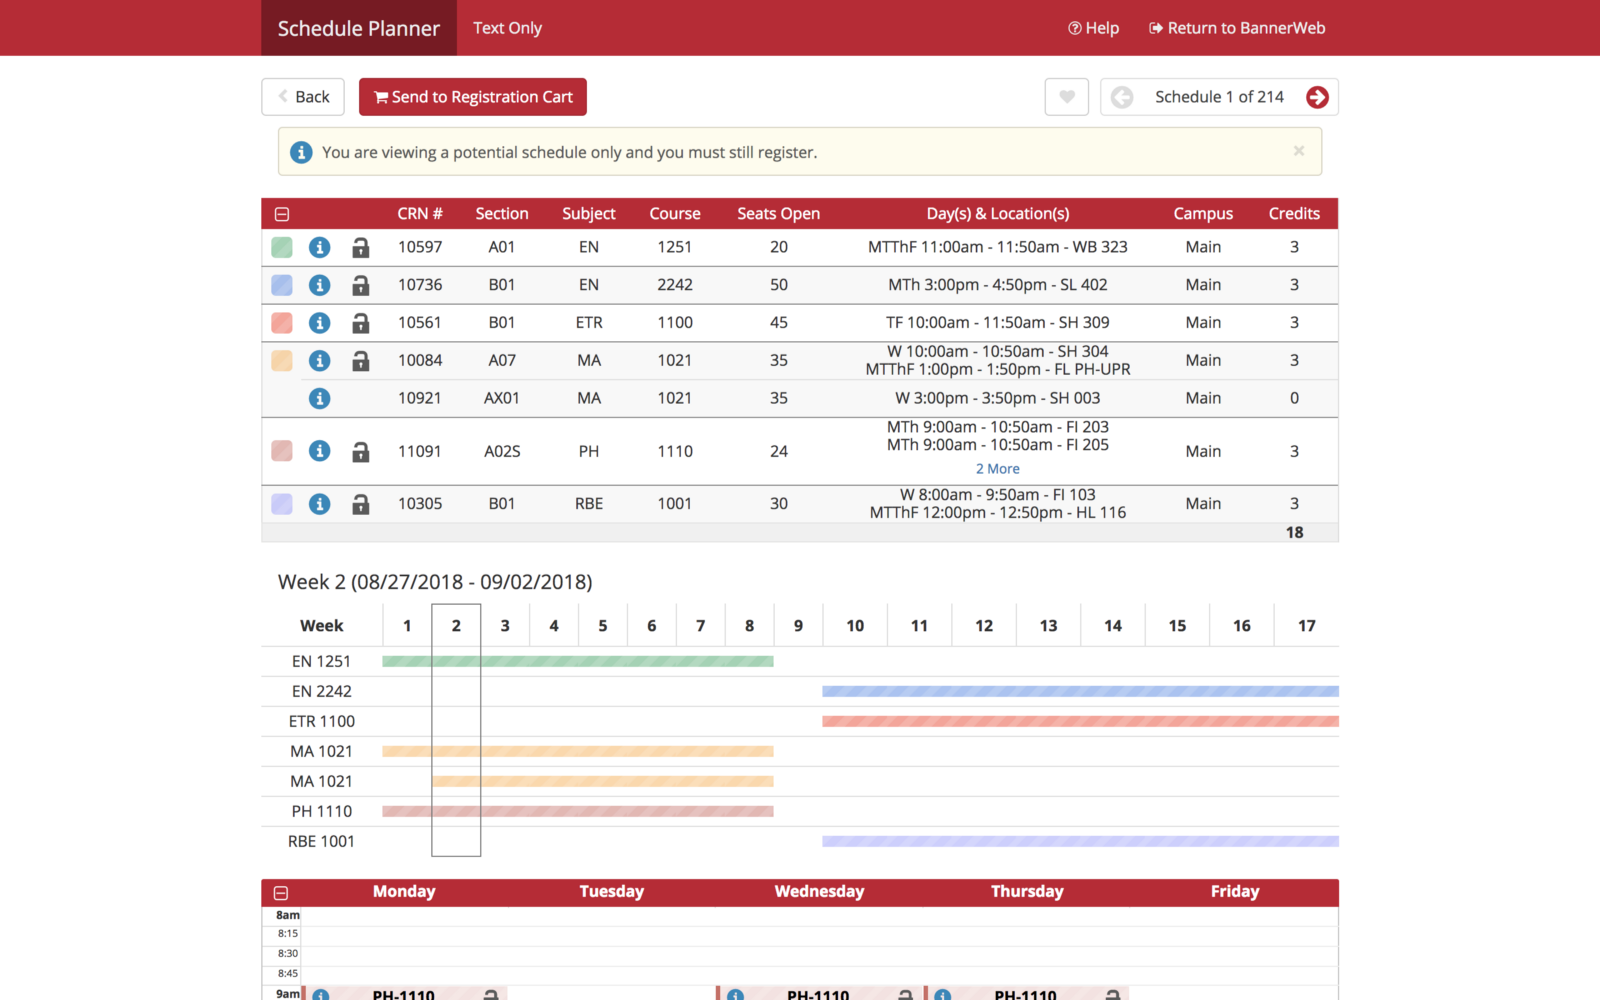 Schedule Planner Text Only Help Return to BannerWeb
Back Send to Registration Cart Schedule 1 of 214
You are viewing a potential schedule only and you must still register.
CRN # Section Subject Course Seats Open Day(s) & Location(s) Campus Credits
10597 A01 EN 1251 20 MTThF 11:00am - 11:50am - WB 323 Main 3
10736 B01 EN 2242 50 MTh 3:00pm - 4:50pm - SL 402 Main 3
10561 B01 ETR 1100 45 TF 10:00am - 11:50am - SH 309 Main 3
10084 A07 MA 1021 35 W 10:00am - 10:50am - SH 304 Main 3
MTThF 1:00pm - 1:50pm - FL PH-UPR
10921 AX01 MA 1021 35 W 3:00pm - 3:50pm - SH 003 Main 0
11091 A02S PH 1110 24 MTh 9:00am - 10:50am - FI 203 Main 3
MTh 9:00am - 10:50am - FI 205
2 More
10305 B01 RBE 1001 30 W 8:00am - 9:50am - FI 103 Main 3
MTThF 12:00pm - 12:50pm - HL 116
18
Week 2 (08/27/2018 - 09/02/2018)
Week 1 2 3 4 5 6 7 8 9 10 11 12 13 14 15 16 17
EN 1251
EN 2242
ETR 1100
MA 1021
MA 1021
PH 1110
RBE 1001
Monday Tuesday Wednesday Thursday Friday
8am
8:15
8:30
8:45
9am PH-1110 PH-1110 PH-1110